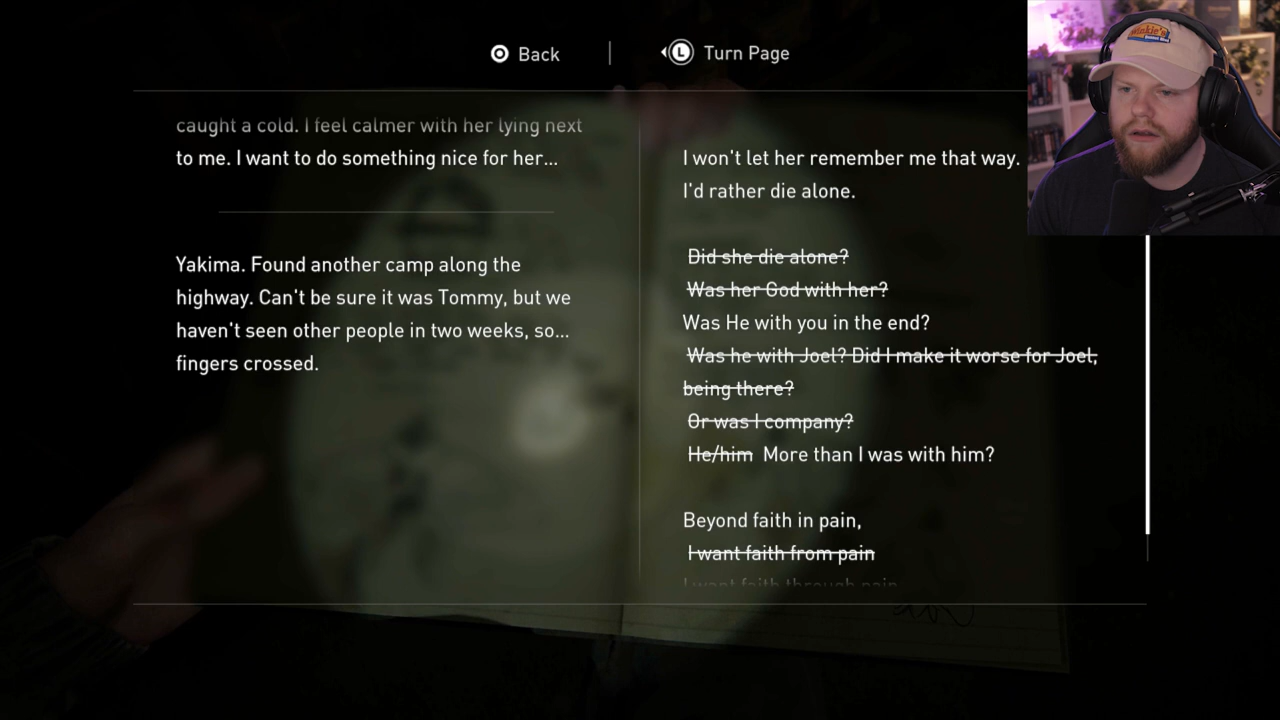 Back
Turn Page
caught a cold. I feel calmer with her lying next
to me. I want to do something nice for her...
Yakima. Found another camp along the
highway. Can't be sure it was Tommy, but we
haven't seen other people in two weeks, so...
fingers crossed.
I won't let her remember me that way.
I'd rather die alone.
Did she die alone?
Was her God with her?
Was He with you in the end?
Was he with Joel? Did I make it worse for Joel,
being there?
Or was I company?
He/him More than I was with him?
Beyond faith in pain,
I want faith from pain
I want faith through pain